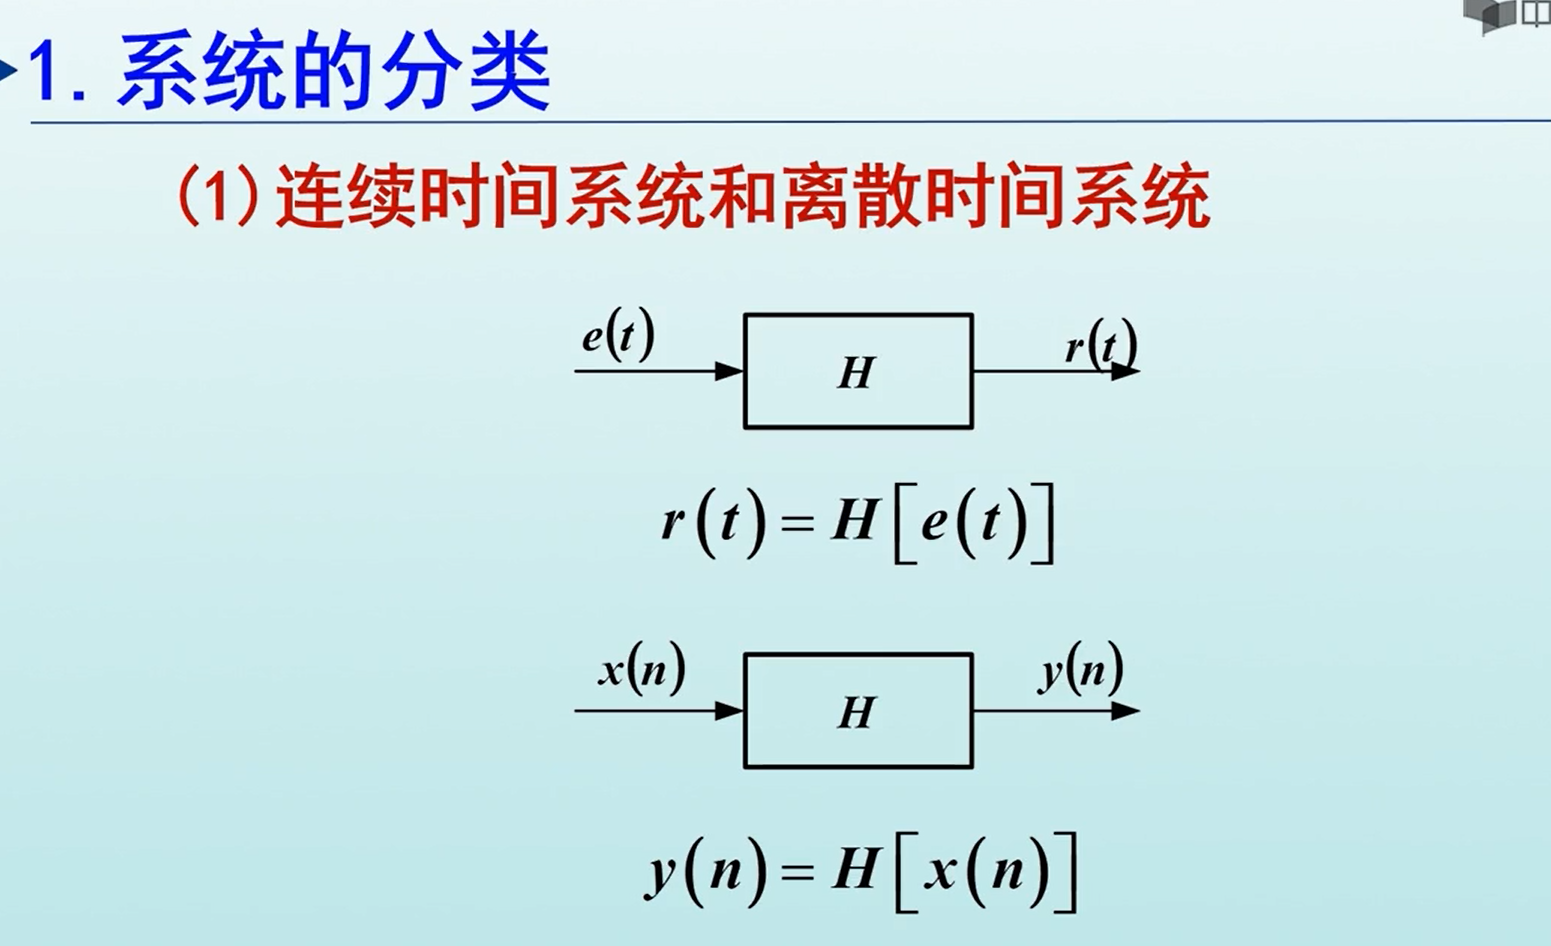 1. 系统的分类
(1)连续时间系统和离散时间系统
e(t) H r(t)
r(t)=H[e(t)]
x(n) H y(n)
y(n)=H[x(n)]